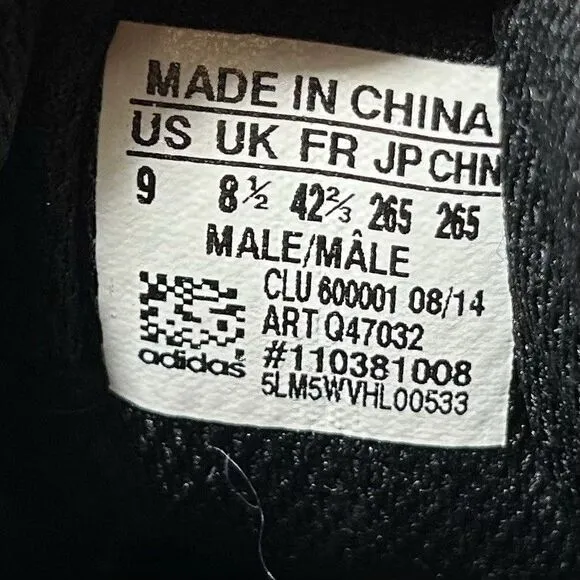 MADE IN CHINA
US UK FR JP CHN
9 8½ 42⅔ 265 265
MALE/MÂLE
CLU 600001 08/14
ART Q47032
#110381008
adidas®
5LM5WVHL00533